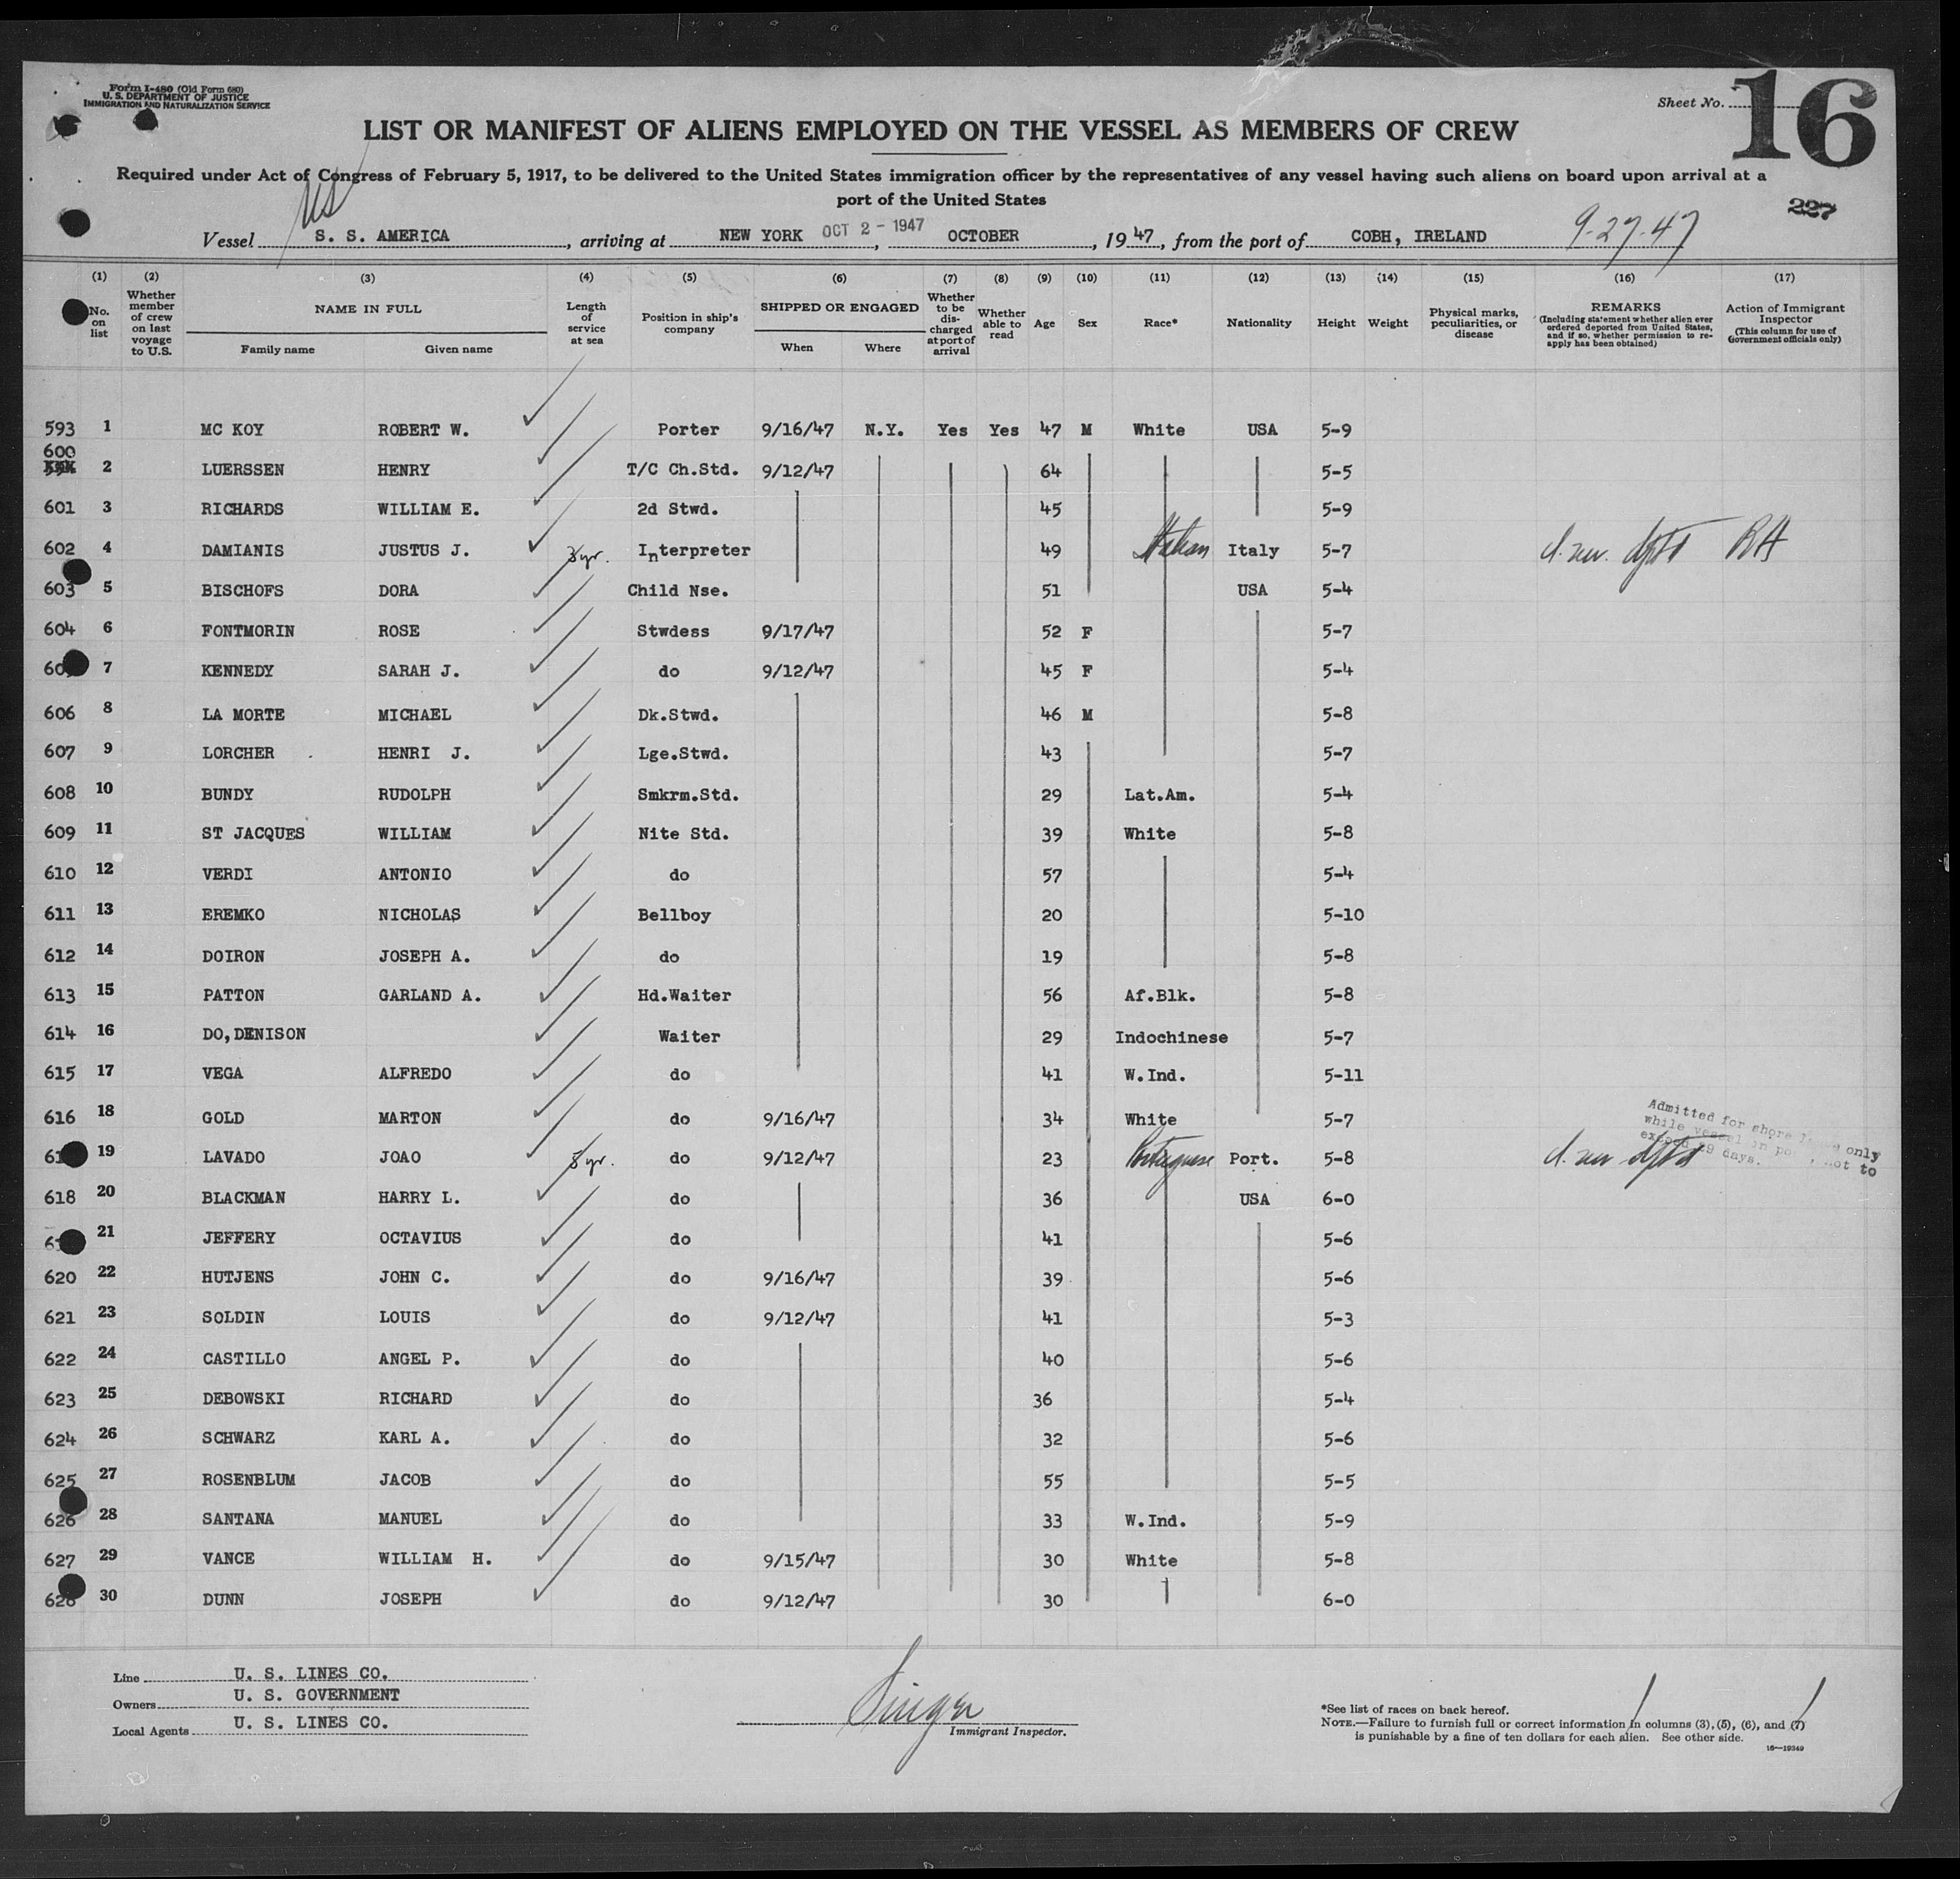 Form I-480 (Old Form 680)
U. S. DEPARTMENT OF JUSTICE
IMMIGRATION AND NATURALIZATION SERVICE
Sheet No. 16
LIST OR MANIFEST OF ALIENS EMPLOYED ON THE VESSEL AS MEMBERS OF CREW
Required under Act of Congress of February 5, 1917, to be delivered to the United States immigration officer by the representatives of any vessel having such aliens on board upon arrival at a
port of the United States
227
US
Vessel S. S. AMERICA, arriving at NEW YORK OCT 2 - 1947, OCTOBER, 1947, from the port of COBH, IRELAND 9-27-47
(1) (2) (3) (4) (5) (6) (7) (8) (9) (10) (11) (12) (13) (14) (15) (16) (17)
No. on list
Whether member of crew on last voyage to U.S.
NAME IN FULL
Family name Given name
Length of service at sea
Position in ship's company
SHIPPED OR ENGAGED
When Where
Whether to be discharged at port of arrival
Whether able to read
Age
Sex
Race*
Nationality
Height
Weight
Physical marks, peculiarities, or disease
REMARKS
(Including statement whether alien ever ordered deported from United States, and if so, whether permission to re-apply has been obtained)
Action of Immigrant Inspector
(This column for use of Government officials only)
593 1 MC KOY ROBERT W. Porter 9/16/47 N.Y. Yes Yes 47 M White USA 5-9
600 2 LUERSSEN HENRY T/C Ch.Std. 9/12/47 64 5-5
601 3 RICHARDS WILLIAM E. 2d Stwd. 45 5-9
602 4 DAMIANIS JUSTUS J. 3 yr. Interpreter 49 Italian Italy 5-7 RH
603 5 BISCHOFS DORA Child Nse. 51 USA 5-4
604 6 FONTMORIN ROSE Stwdess 9/17/47 52 F 5-7
60 7 KENNEDY SARAH J. do 9/12/47 45 F 5-4
606 8 LA MORTE MICHAEL Dk.Stwd. 46 M 5-8
607 9 LORCHER HENRI J. Lge.Stwd. 43 5-7
608 10 BUNDY RUDOLPH Smkrm.Std. 29 Lat.Am. 5-4
609 11 ST JACQUES WILLIAM Nite Std. 39 White 5-8
610 12 VERDI ANTONIO do 57 5-4
611 13 EREMKO NICHOLAS Bellboy 20 5-10
612 14 DOIRON JOSEPH A. do 19 5-8
613 15 PATTON GARLAND A. Hd.Waiter 56 Af.Blk. 5-8
614 16 DO, DENISON Waiter 29 Indochinese 5-7
615 17 VEGA ALFREDO do 41 W.Ind. 5-11
616 18 GOLD MARTON do 9/16/47 34 White 5-7
61 19 LAVADO JOAO yr. do 9/12/47 23 Portuguese Port. 5-8
Admitted for shore leave only
while vessel in port, not to
exceed 29 days.
618 20 BLACKMAN HARRY L. do 36 USA 6-0
6 21 JEFFERY OCTAVIUS do 41 5-6
620 22 HUTJENS JOHN C. do 9/16/47 39 5-6
621 23 SOLDIN LOUIS do 9/12/47 41 5-3
622 24 CASTILLO ANGEL P. do 40 5-6
623 25 DEBOWSKI RICHARD do 36 5-4
624 26 SCHWARZ KARL A. do 32 5-6
625 27 ROSENBLUM JACOB do 55 5-5
626 28 SANTANA MANUEL do 33 W.Ind. 5-9
627 29 VANCE WILLIAM H. do 9/15/47 30 White 5-8
628 30 DUNN JOSEPH do 9/12/47 30 6-0
Line U. S. LINES CO.
Owners U. S. GOVERNMENT
Local Agents U. S. LINES CO.
Singer
Immigrant Inspector.
*See list of races on back hereof.
NOTE.—Failure to furnish full or correct information in columns (3), (5), (6), and (7)
is punishable by a fine of ten dollars for each alien. See other side.
16—19349